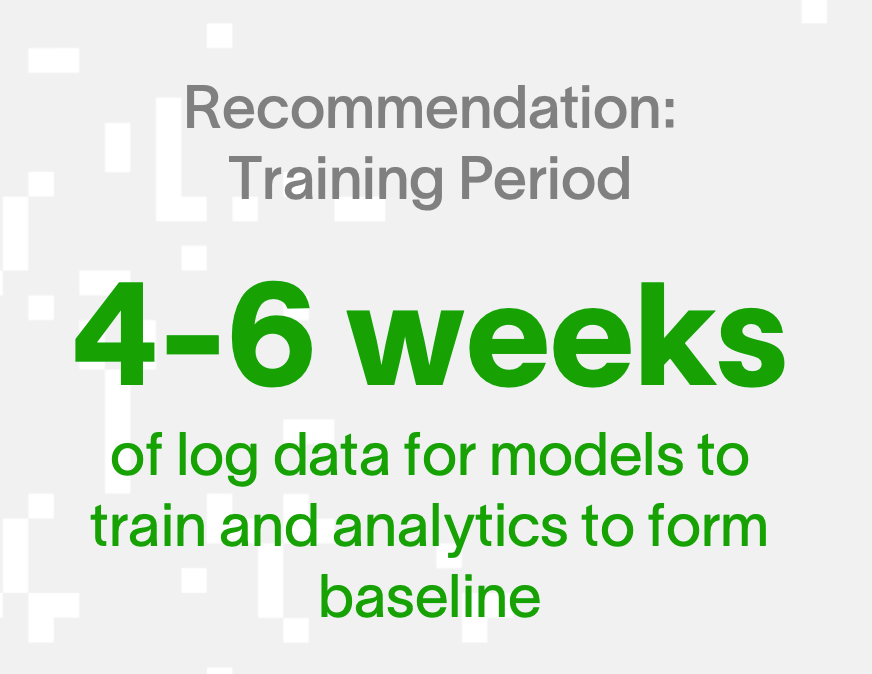 Recommendation:
Training Period
4-6 weeks
of log data for models to
train and analytics to form
baseline